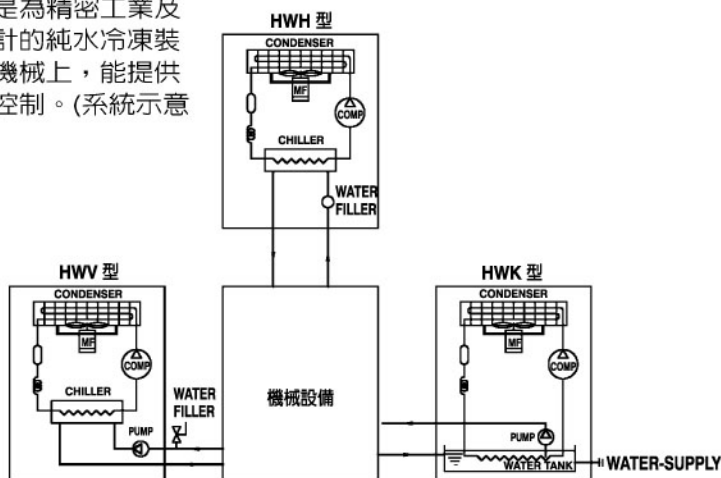 是為精密工業及
計的純水冷凍裝
機械上，能提供
控制。(系統示意
HWH 型
CONDENSER
MF
COMP
CHILLER
WATER
FILLER
HWV 型
CONDENSER
MF
COMP
CHILLER
WATER
FILLER
PUMP
機械設備
HWK 型
CONDENSER
MF
COMP
PUMP
WATER TANK
WATER-SUPPLY